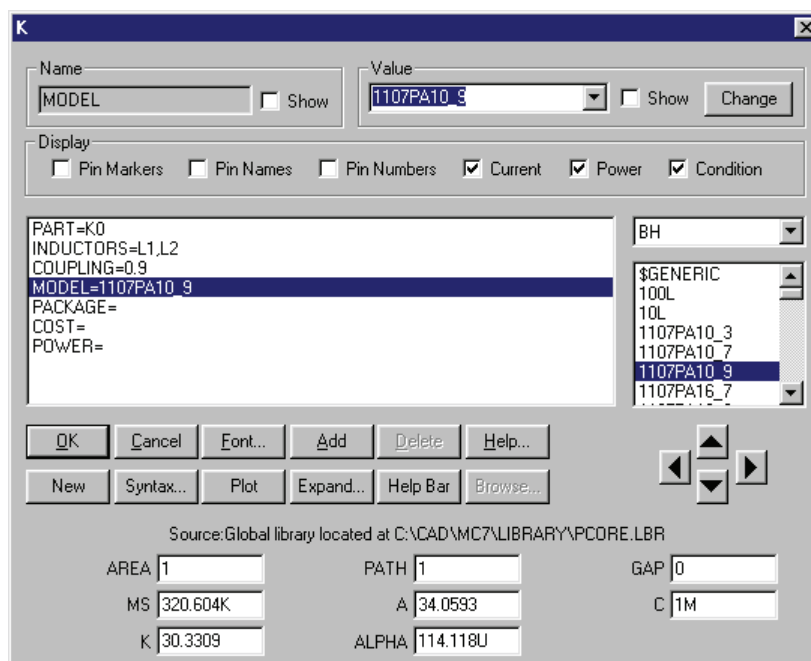 K
Name
MODEL
Show
Value
1107PA10_9
Show
Change
Display
Pin Markers
Pin Names
Pin Numbers
Current
Power
Condition
PART=K0
INDUCTORS=L1,L2
COUPLING=0.9
MODEL=1107PA10_9
PACKAGE=
COST=
POWER=
BH
$GENERIC
100L
10L
1107PA10_3
1107PA10_7
1107PA10_9
1107PA16_7
OK
Cancel
Font...
Add
Delete
Help...
New
Syntax...
Plot
Expand...
Help Bar
Browse...
Source:Global library located at C:\CAD\MC7\LIBRARY\PCORE.LBR
AREA 1
PATH 1
GAP 0
MS 320.604K
A 34.0593
C 1M
K 30.3309
ALPHA 114.118U